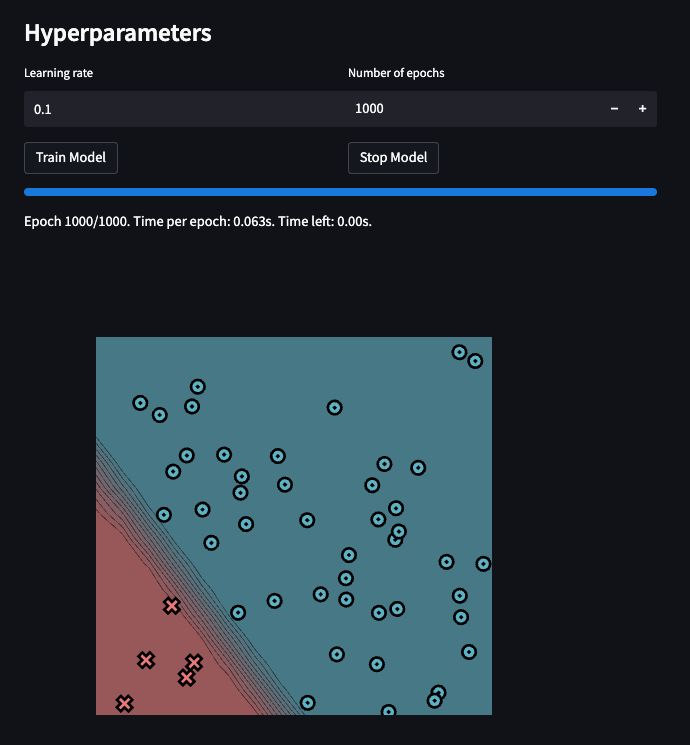 Hyperparameters
Learning rate
Number of epochs
0.1
1000
− +
Train Model
Stop Model
Epoch 1000/1000. Time per epoch: 0.063s. Time left: 0.00s.